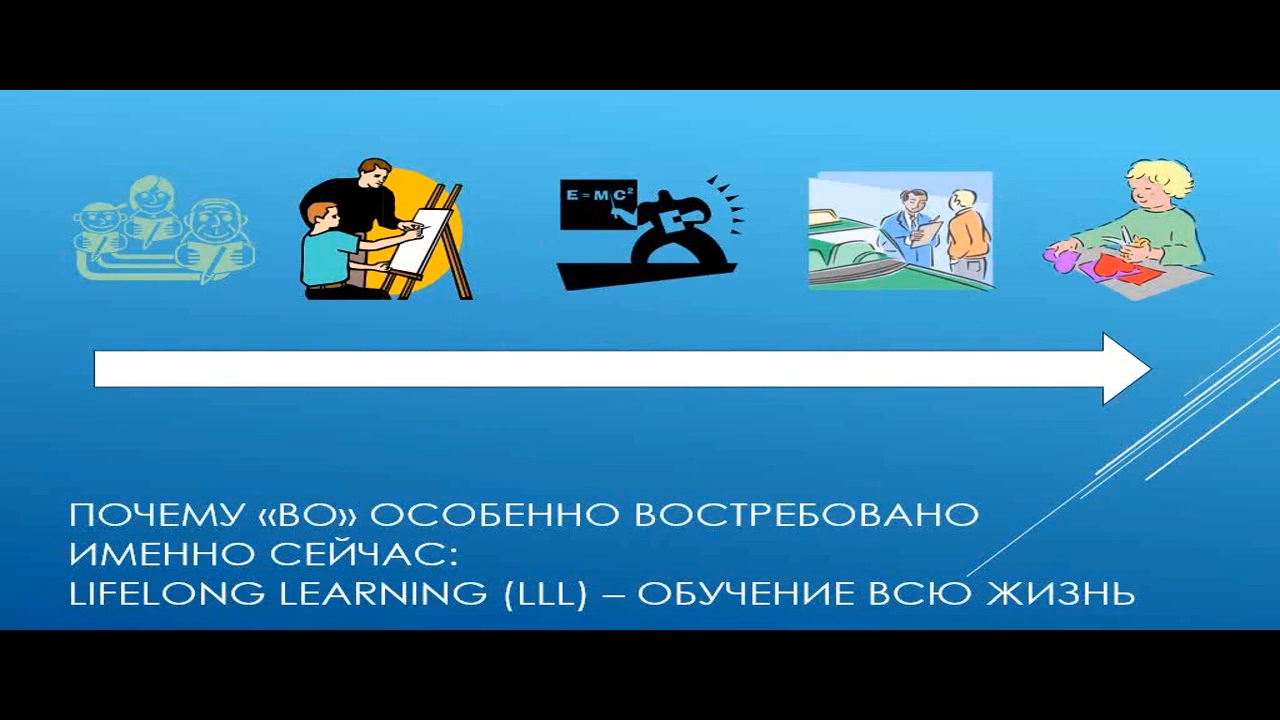 E=MC²
ПОЧЕМУ «ВО» ОСОБЕННО ВОСТРЕБОВАНО
ИМЕННО СЕЙЧАС:
LIFELONG LEARNING (LLL) – ОБУЧЕНИЕ ВСЮ ЖИЗНЬ